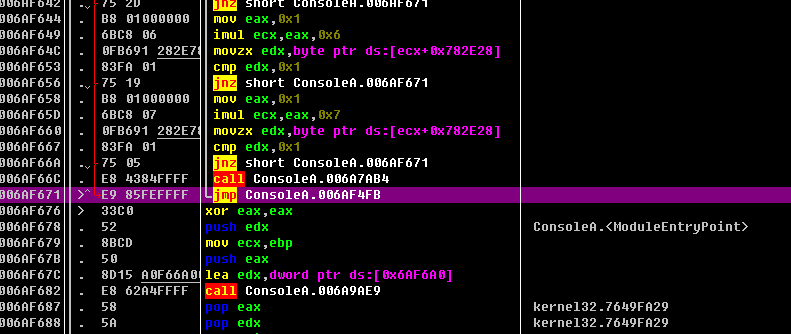 006AF642 . 75 2D jnz short ConsoleA.006AF671
006AF644 . B8 01000000 mov eax,0x1
006AF649 . 6BC8 06 imul ecx,eax,0x6
006AF64C . 0FB691 282E78 movzx edx,byte ptr ds:[ecx+0x782E28]
006AF653 . 83FA 01 cmp edx,0x1
006AF656 . 75 19 jnz short ConsoleA.006AF671
006AF658 . B8 01000000 mov eax,0x1
006AF65D . 6BC8 07 imul ecx,eax,0x7
006AF660 . 0FB691 282E78 movzx edx,byte ptr ds:[ecx+0x782E28]
006AF667 . 83FA 01 cmp edx,0x1
006AF66A . 75 05 jnz short ConsoleA.006AF671
006AF66C . E8 4384FFFF call ConsoleA.006A7AB4
006AF671 > E9 85FEFFFF jmp ConsoleA.006AF4FB
006AF676 > 33C0 xor eax,eax
006AF678 . 52 push edx ConsoleA.<ModuleEntryPoint>
006AF679 . 8BCD mov ecx,ebp
006AF67B . 50 push eax
006AF67C . 8D15 A0F66A00 lea edx,dword ptr ds:[0x6AF6A0]
006AF682 . E8 62A4FFFF call ConsoleA.006A9AE9
006AF687 . 58 pop eax kernel32.7649FA29
006AF688 . 5A pop edx kernel32.7649FA29